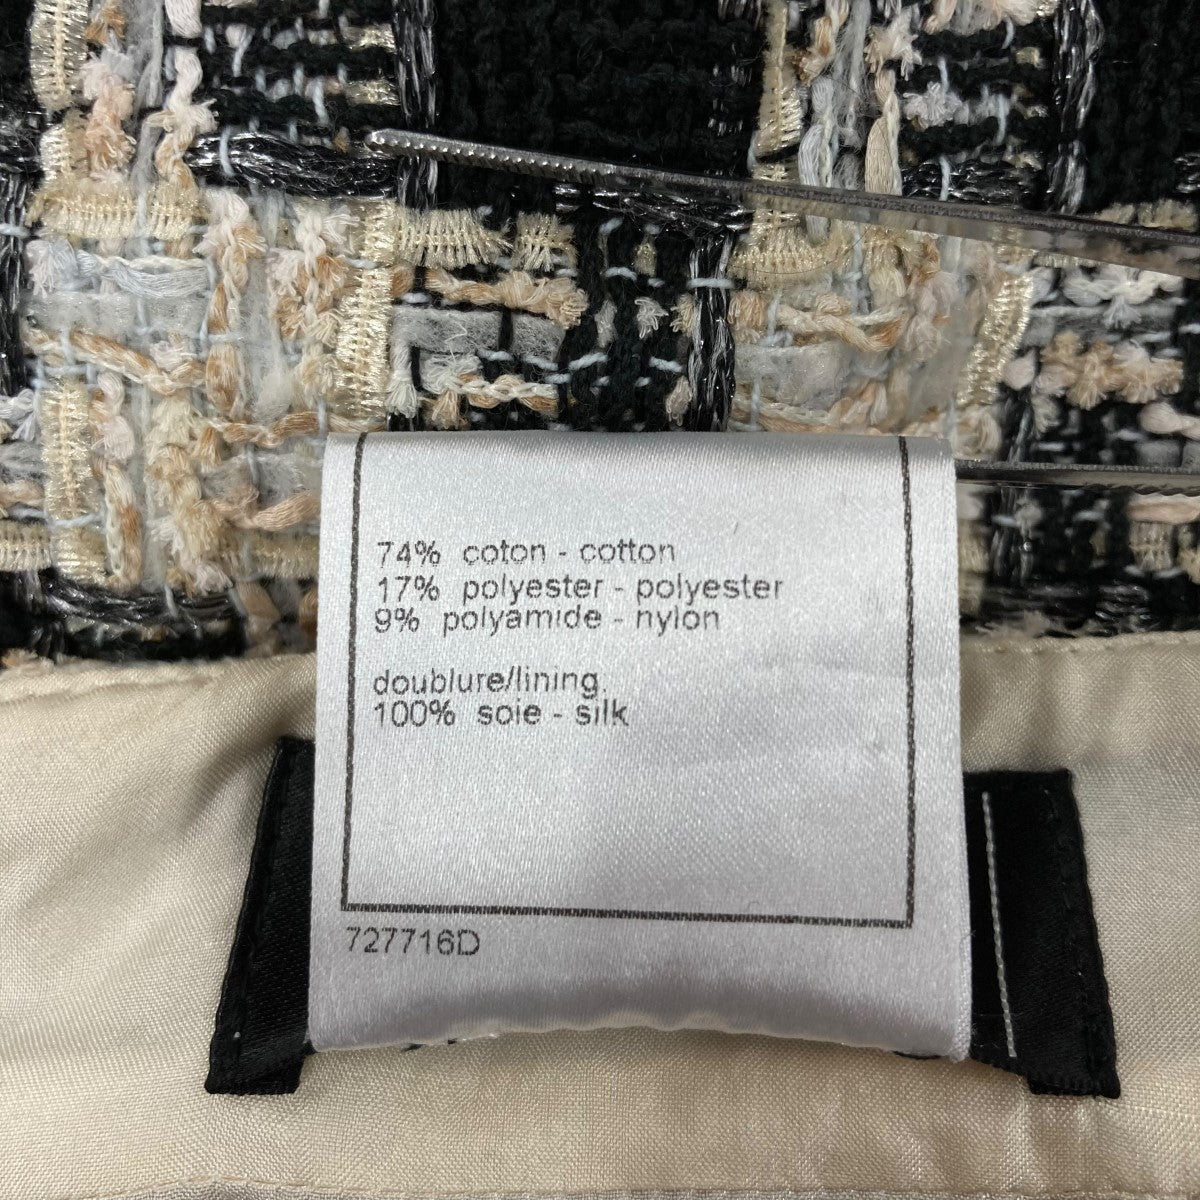 74% coton - cotton
17% polyester - polyester
9% polyamide - nylon
doublure/lining
100% soie - silk
727716D